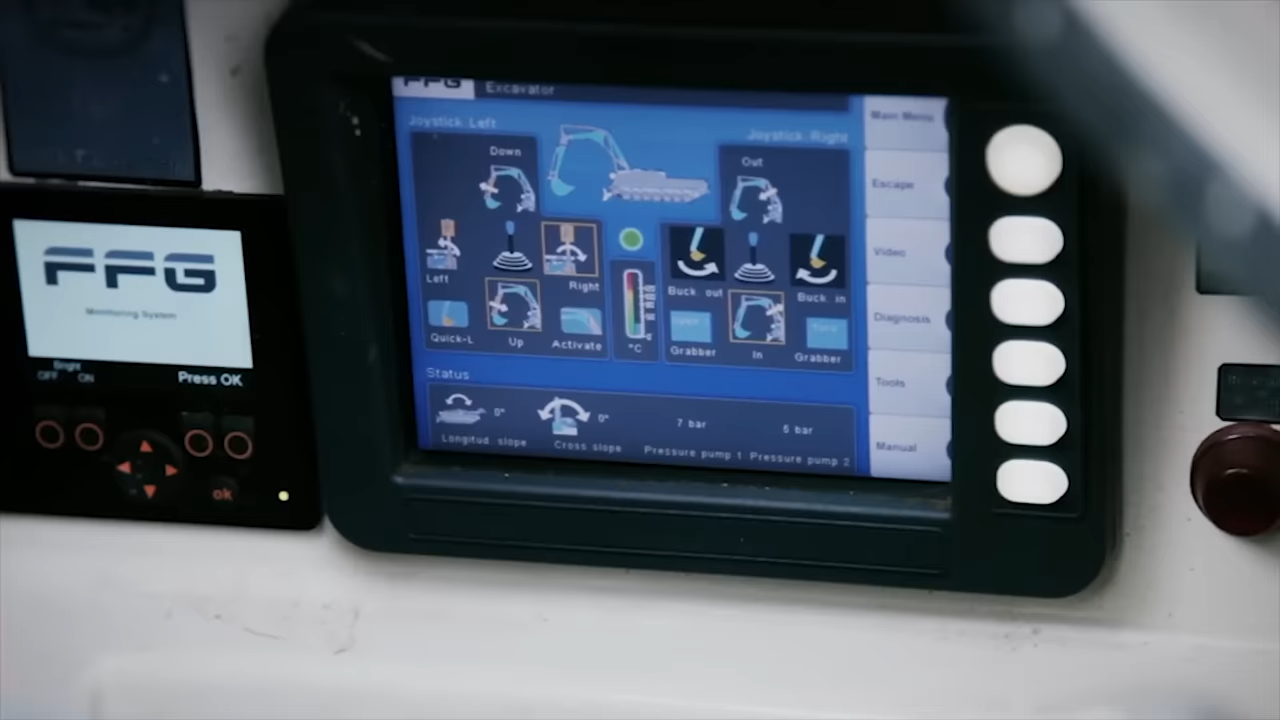 FFG
Monitoring System
Bright
OFF ON
Press OK
ok
FFG Excavator
Joystick Left
Joystick Right
Down
Out
Left
Right
Buck. out
Buck. in
Quick-L
Up
Activate
°C
Grabber
In
Grabber
Status
0°
0°
7 bar
5 bar
Longitud. slope
Cross slope
Pressure pump 1
Pressure pump 2
Main Menu
Escape
Video
Diagnosis
Tools
Manual